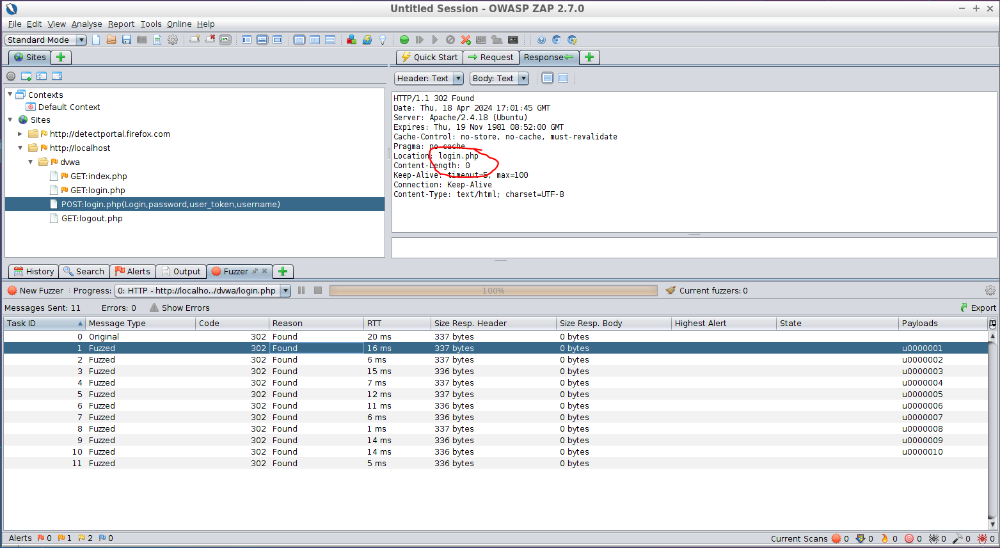 Untitled Session - OWASP ZAP 2.7.0
File Edit View Analyse Report Tools Online Help
Standard Mode
Sites
Quick Start Request Response
Header: Text Body: Text
Contexts
Default Context
Sites
http://detectportal.firefox.com
http://localhost
dvwa
GET:index.php
GET:login.php
POST:login.php(Login,password,user_token,username)
GET:logout.php
HTTP/1.1 302 Found
Date: Thu, 18 Apr 2024 17:01:45 GMT
Server: Apache/2.4.18 (Ubuntu)
Expires: Thu, 19 Nov 1981 08:52:00 GMT
Cache-Control: no-store, no-cache, must-revalidate
Pragma: no-cache
Location: login.php
Content-Length: 0
Keep-Alive: timeout=5, max=100
Connection: Keep-Alive
Content-Type: text/html; charset=UTF-8
History Search Alerts Output Fuzzer
New Fuzzer Progress: 0: HTTP - http://localho../dvwa/login.php 100% Current fuzzers: 0
Messages Sent: 11 Errors: 0 Show Errors Export
Task ID Message Type Code Reason RTT Size Resp. Header Size Resp. Body Highest Alert State Payloads
0 Original 302 Found 20 ms 337 bytes 0 bytes
1 Fuzzed 302 Found 16 ms 337 bytes 0 bytes u0000001
2 Fuzzed 302 Found 6 ms 337 bytes 0 bytes u0000002
3 Fuzzed 302 Found 15 ms 336 bytes 0 bytes u0000003
4 Fuzzed 302 Found 7 ms 336 bytes 0 bytes u0000004
5 Fuzzed 302 Found 12 ms 336 bytes 0 bytes u0000005
6 Fuzzed 302 Found 11 ms 336 bytes 0 bytes u0000006
7 Fuzzed 302 Found 6 ms 336 bytes 0 bytes u0000007
8 Fuzzed 302 Found 1 ms 337 bytes 0 bytes u0000008
9 Fuzzed 302 Found 14 ms 336 bytes 0 bytes u0000009
10 Fuzzed 302 Found 14 ms 336 bytes 0 bytes u0000010
11 Fuzzed 302 Found 5 ms 336 bytes 0 bytes
Alerts 0 1 2 0 Current Scans 0 0 0 0 0 0 0